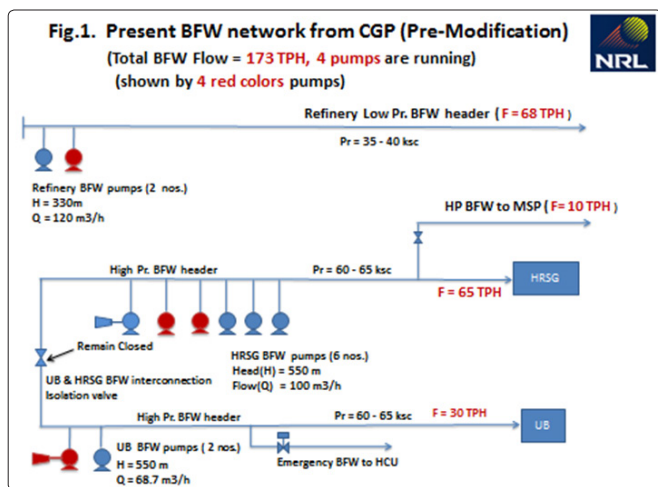 Fig.1. Present BFW network from CGP (Pre-Modification)
(Total BFW Flow = 173 TPH, 4 pumps are running)
(shown by 4 red colors pumps)
NRL
Refinery Low Pr. BFW header ( F = 68 TPH )
Pr = 35 - 40 ksc
Refinery BFW pumps (2 nos.)
H = 330m
Q = 120 m3/h
HP BFW to MSP ( F= 10 TPH )
High Pr. BFW header
Pr = 60 - 65 ksc
HRSG
F = 65 TPH
Remain Closed
HRSG BFW pumps (6 nos.)
Head(H) = 550 m
Flow(Q) = 100 m3/h
UB & HRSG BFW interconnection
Isolation valve
High Pr. BFW header
Pr = 60 - 65 ksc
F = 30 TPH
UB
UB BFW pumps ( 2 nos.)
H = 550 m
Q = 68.7 m3/h
Emergency BFW to HCU